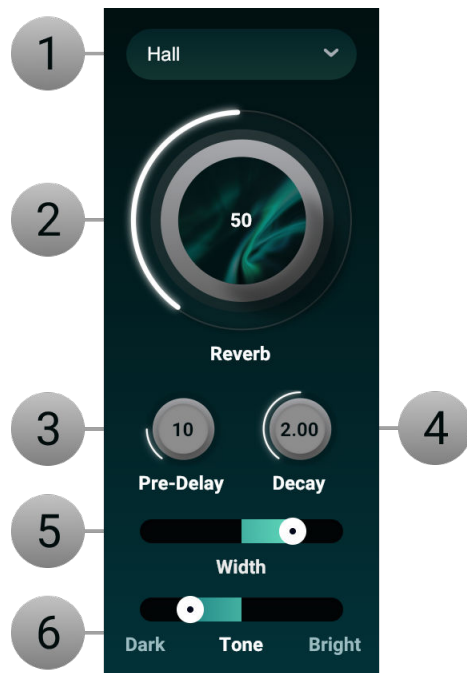 1
Hall
2
50
Reverb
3
10
2.00
4
Pre-Delay
Decay
5
Width
6
Dark
Tone
Bright